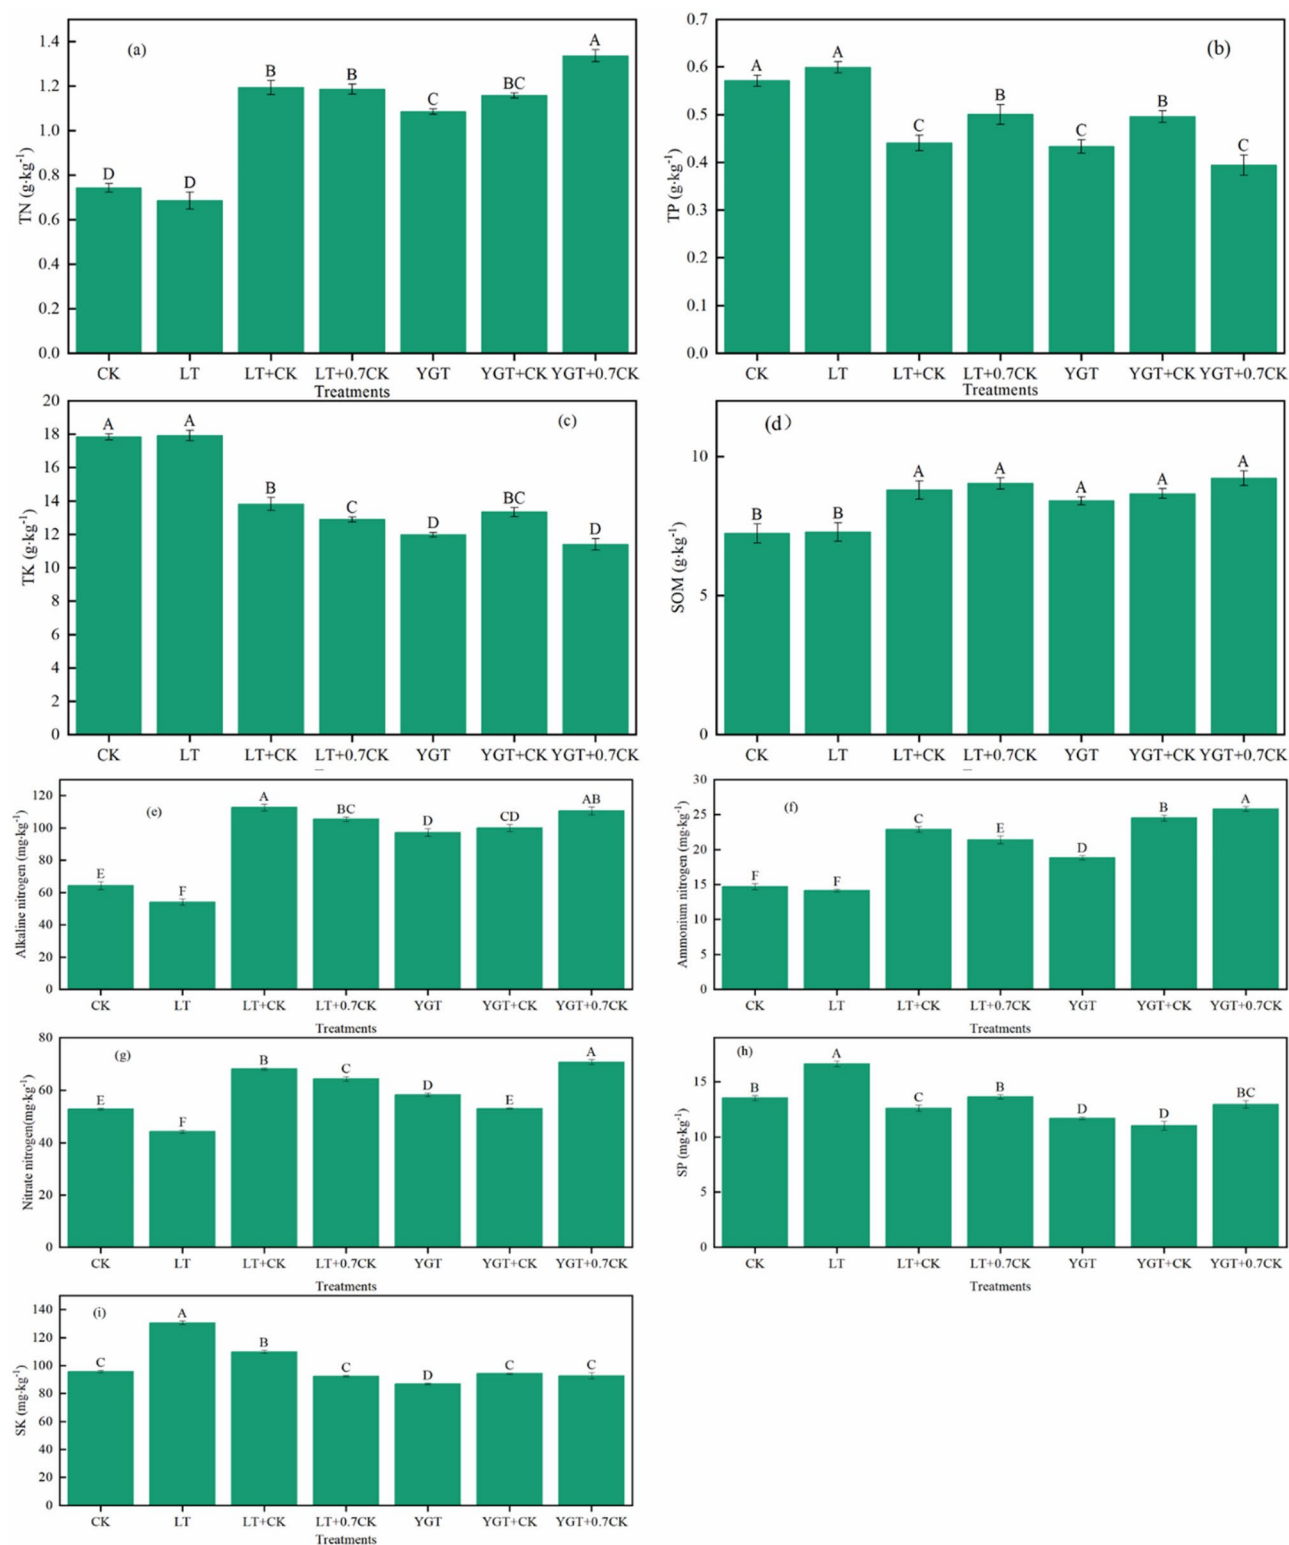 (a)
TN (g·kg-1)
1.4
1.2
1.0
0.8
0.6
0.4
0.2
0.0
D D B B C BC A
CK LT LT+CK LT+0.7CK YGT YGT+CK YGT+0.7CK
Treatments
(b)
TP (g·kg-1)
0.7
0.6
0.5
0.4
0.3
0.2
0.1
0.0
A A C B C B C
CK LT LT+CK LT+0.7CK YGT YGT+CK YGT+0.7CK
Treatments
(c)
TK (g·kg-1)
20
18
16
14
12
10
8
6
4
2
0
A A B C D BC D
CK LT LT+CK LT+0.7CK YGT YGT+CK YGT+0.7CK
(d)
SOM (g·kg-1)
10
5
0
B B A A A A A
CK LT LT+CK LT+0.7CK YGT YGT+CK YGT+0.7CK
(e)
Alkaline nitrogen (mg·kg-1)
120
100
80
60
40
20
0
E F A BC D CD AB
CK LT LT+CK LT+0.7CK YGT YGT+CK YGT+0.7CK
Treatments
(f)
Ammonium nitrogen (mg·kg-1)
30
25
20
15
10
5
0
F F C E D B A
CK LT LT+CK LT+0.7CK YGT YGT+CK YGT+0.7CK
Treatments
(g)
Nitrate nitrogen(mg·kg-1)
80
60
40
20
0
E F B C D E A
CK LT LT+CK LT+0.7CK YGT YGT+CK YGT+0.7CK
Treatments
(h)
SP (mg·kg-1)
15
10
5
0
B A C B D D BC
CK LT LT+CK LT+0.7CK YGT YGT+CK YGT+0.7CK
Treatments
(i)
SK (mg·kg-1)
140
120
100
80
60
40
20
0
C A B C D C C
CK LT LT+CK LT+0.7CK YGT YGT+CK YGT+0.7CK
Treatments